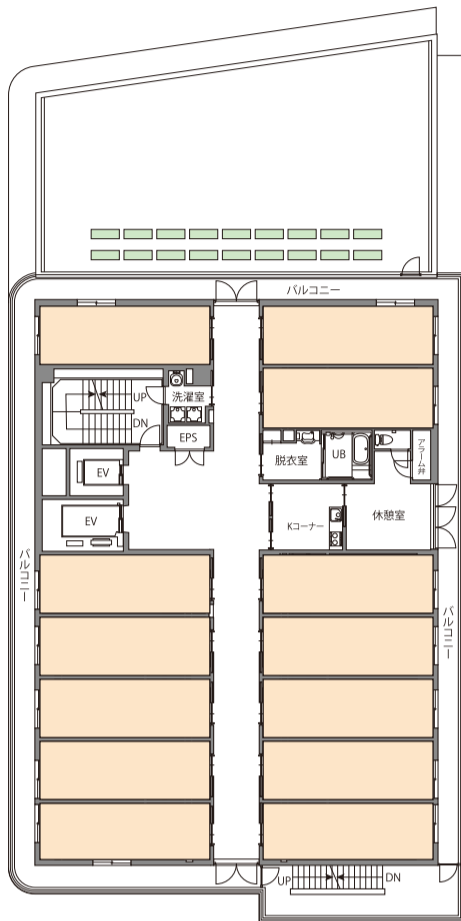 バルコニー
UP
洗濯室
DN
EPS
脱衣室
UB
アラーム弁
EV
EV
Kコーナー
休憩室
バルコニー
バルコニー
UP
DN